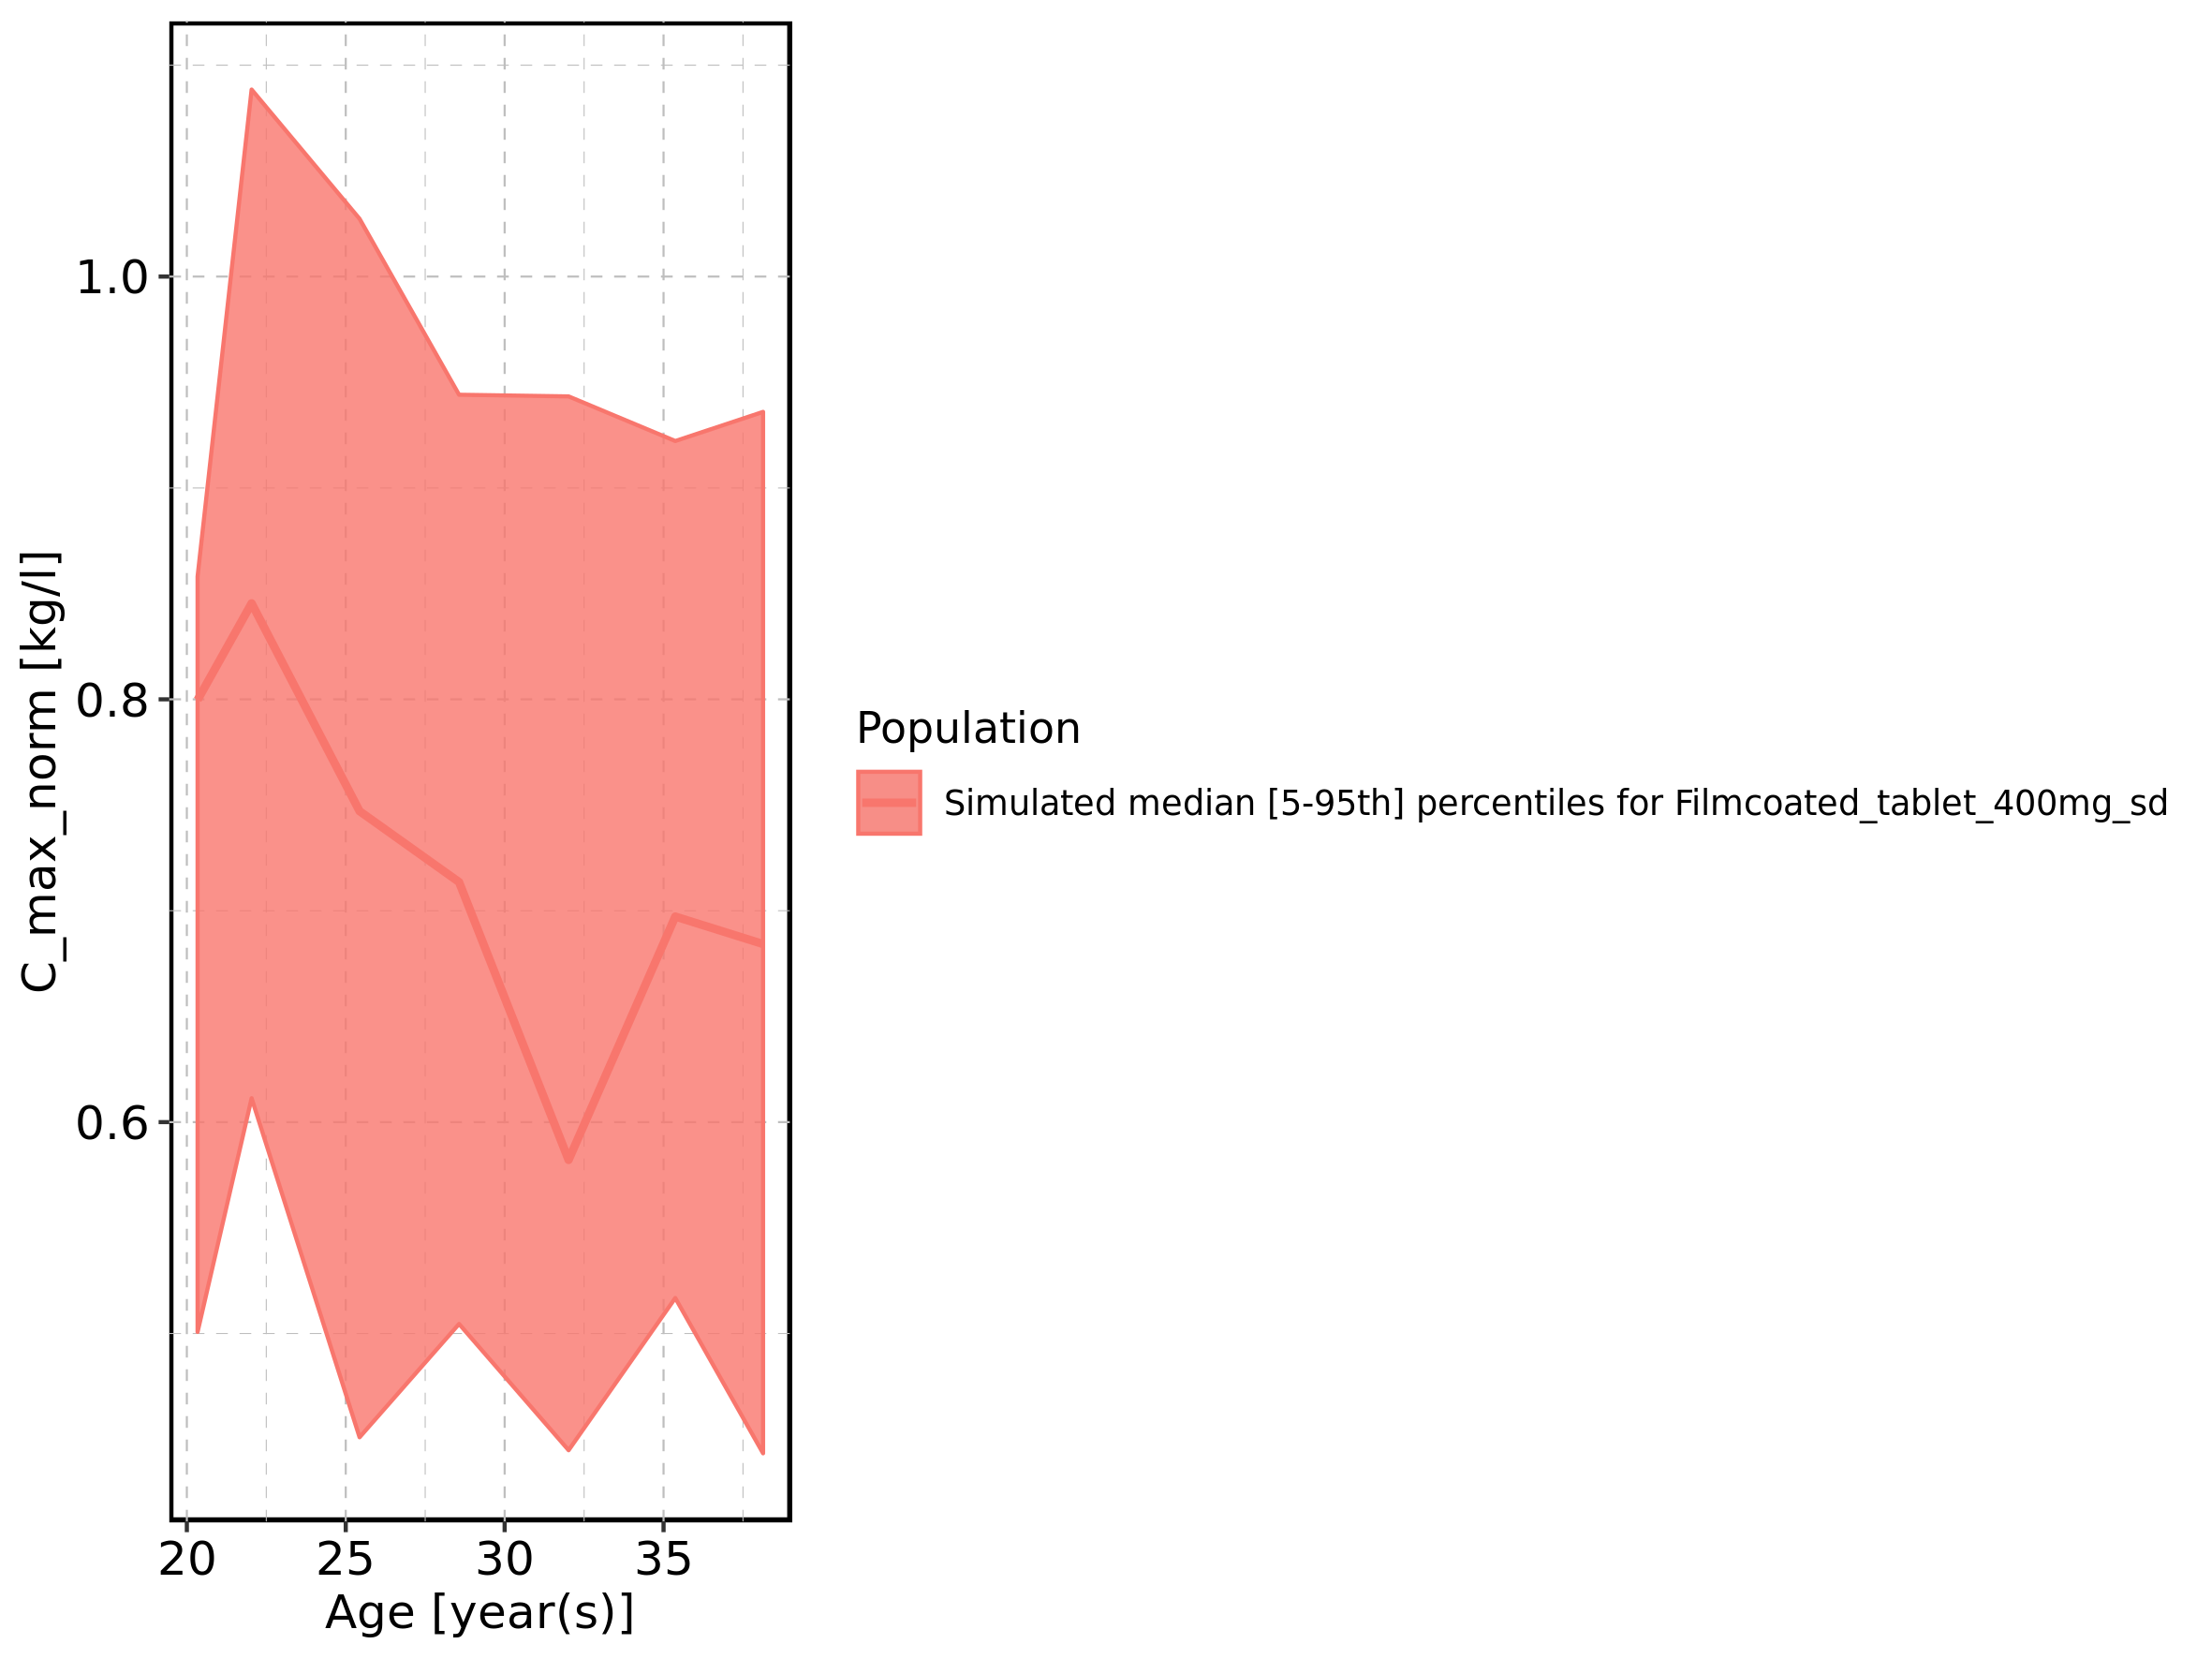 C_max_norm [kg/l]
1.0
0.8
0.6
20 25 30 35
Age [year(s)]
Population
Simulated median [5-95th] percentiles for Filmcoated_tablet_400mg_sd